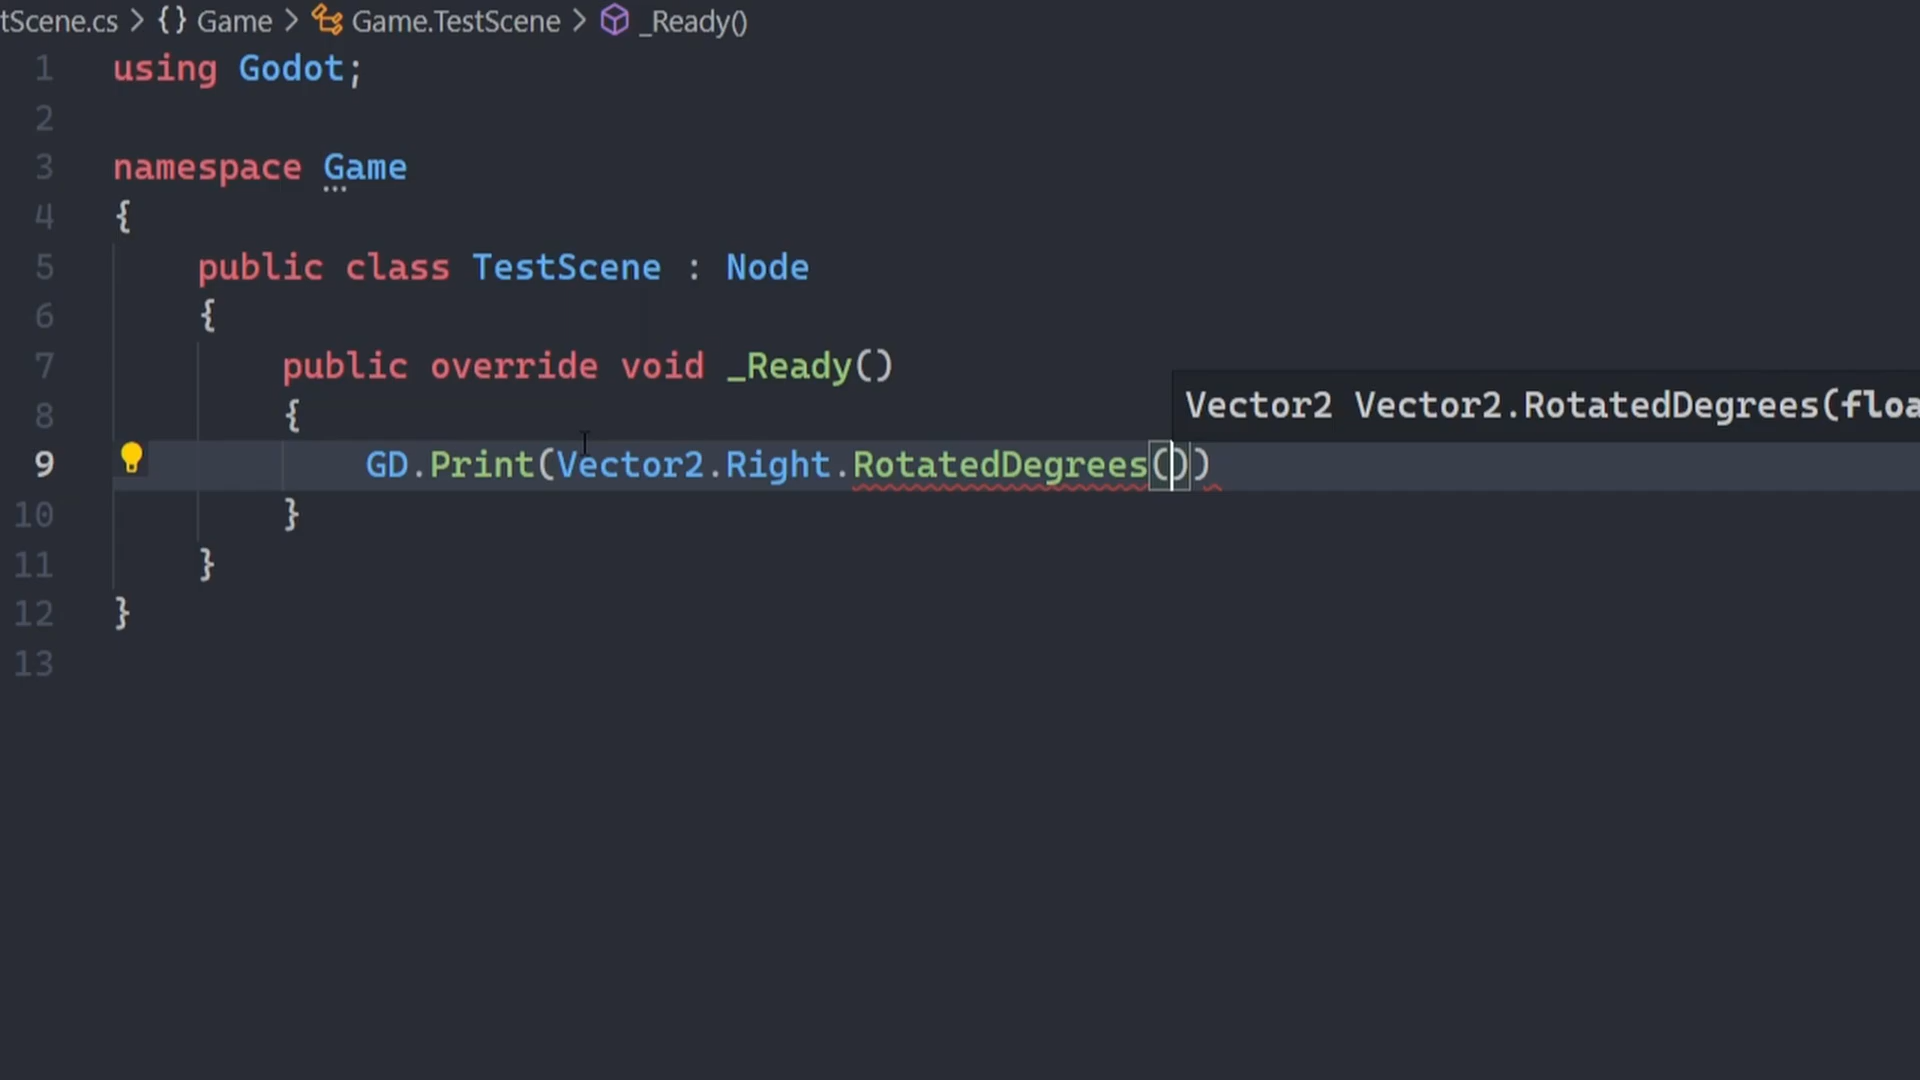 tScene.cs > {} Game > Game.TestScene > _Ready()
1 using Godot;
2
3 namespace Game
4 {
5 public class TestScene : Node
6 {
7 public override void _Ready()
Vector2 Vector2.RotatedDegrees(floa
8 {
9 GD.Print(Vector2.Right.RotatedDegrees())
10 }
11 }
12 }
13